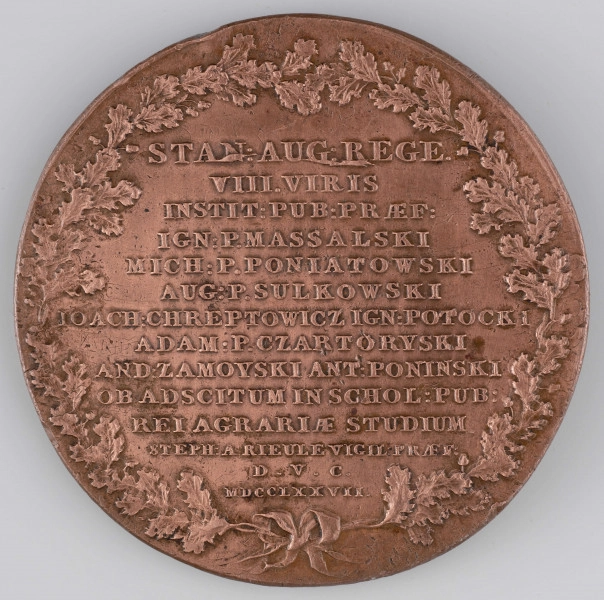 STAN:AUG:REGE.
VIII.VIRIS
INSTIT:PUB:PRÆF:
IGN:P.MASSALSKI
MICH:P.PONIATOWSKI
AUG:P.SULKOWSKI
IOACH:CHREPTOWICZ IGN:POTOCKI
ADAM:P.CZARTORYSKI
AND:ZAMOYSKI ANT:PONINSKI
OB ADSCITUM IN SCHOL:PUB:
REI AGRARIÆ STUDIUM
STEPH:A RIEULE VIGIL:PRÆF:
D.V.C
MDCCLXXVII.